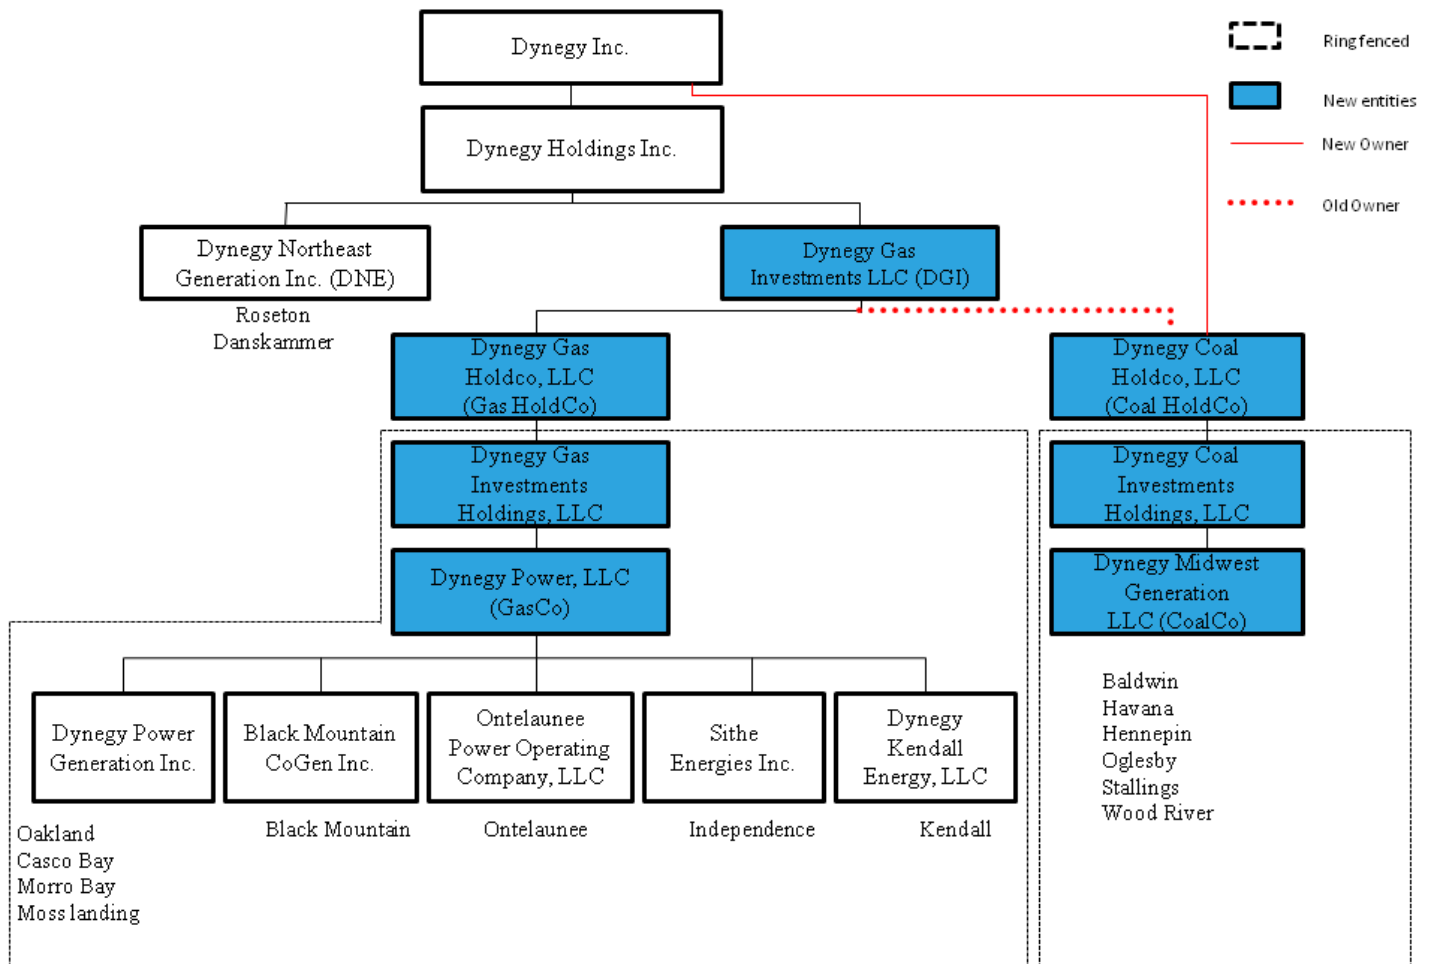 Dynegy Inc.
Ring fenced
New entities
New Owner
Old Owner
Dynegy Holdings Inc.
Dynegy Northeast
Generation Inc. (DNE)
Roseton
Danskammer
Dynegy Gas
Investments LLC (DGI)
Dynegy Gas
Holdco, LLC
(Gas HoldCo)
Dynegy Coal
Holdco, LLC
(Coal HoldCo)
Dynegy Gas
Investments
Holdings, LLC
Dynegy Coal
Investments
Holdings, LLC
Dynegy Power, LLC
(GasCo)
Dynegy Midwest
Generation
LLC (CoalCo)
Baldwin
Havana
Hennepin
Oglesby
Stallings
Wood River
Dynegy Power
Generation Inc.
Black Mountain
CoGen Inc.
Ontelaunee
Power Operating
Company, LLC
Sithe
Energies Inc.
Dynegy
Kendall
Energy, LLC
Oakland
Casco Bay
Morro Bay
Moss landing
Black Mountain
Ontelaunee
Independence
Kendall